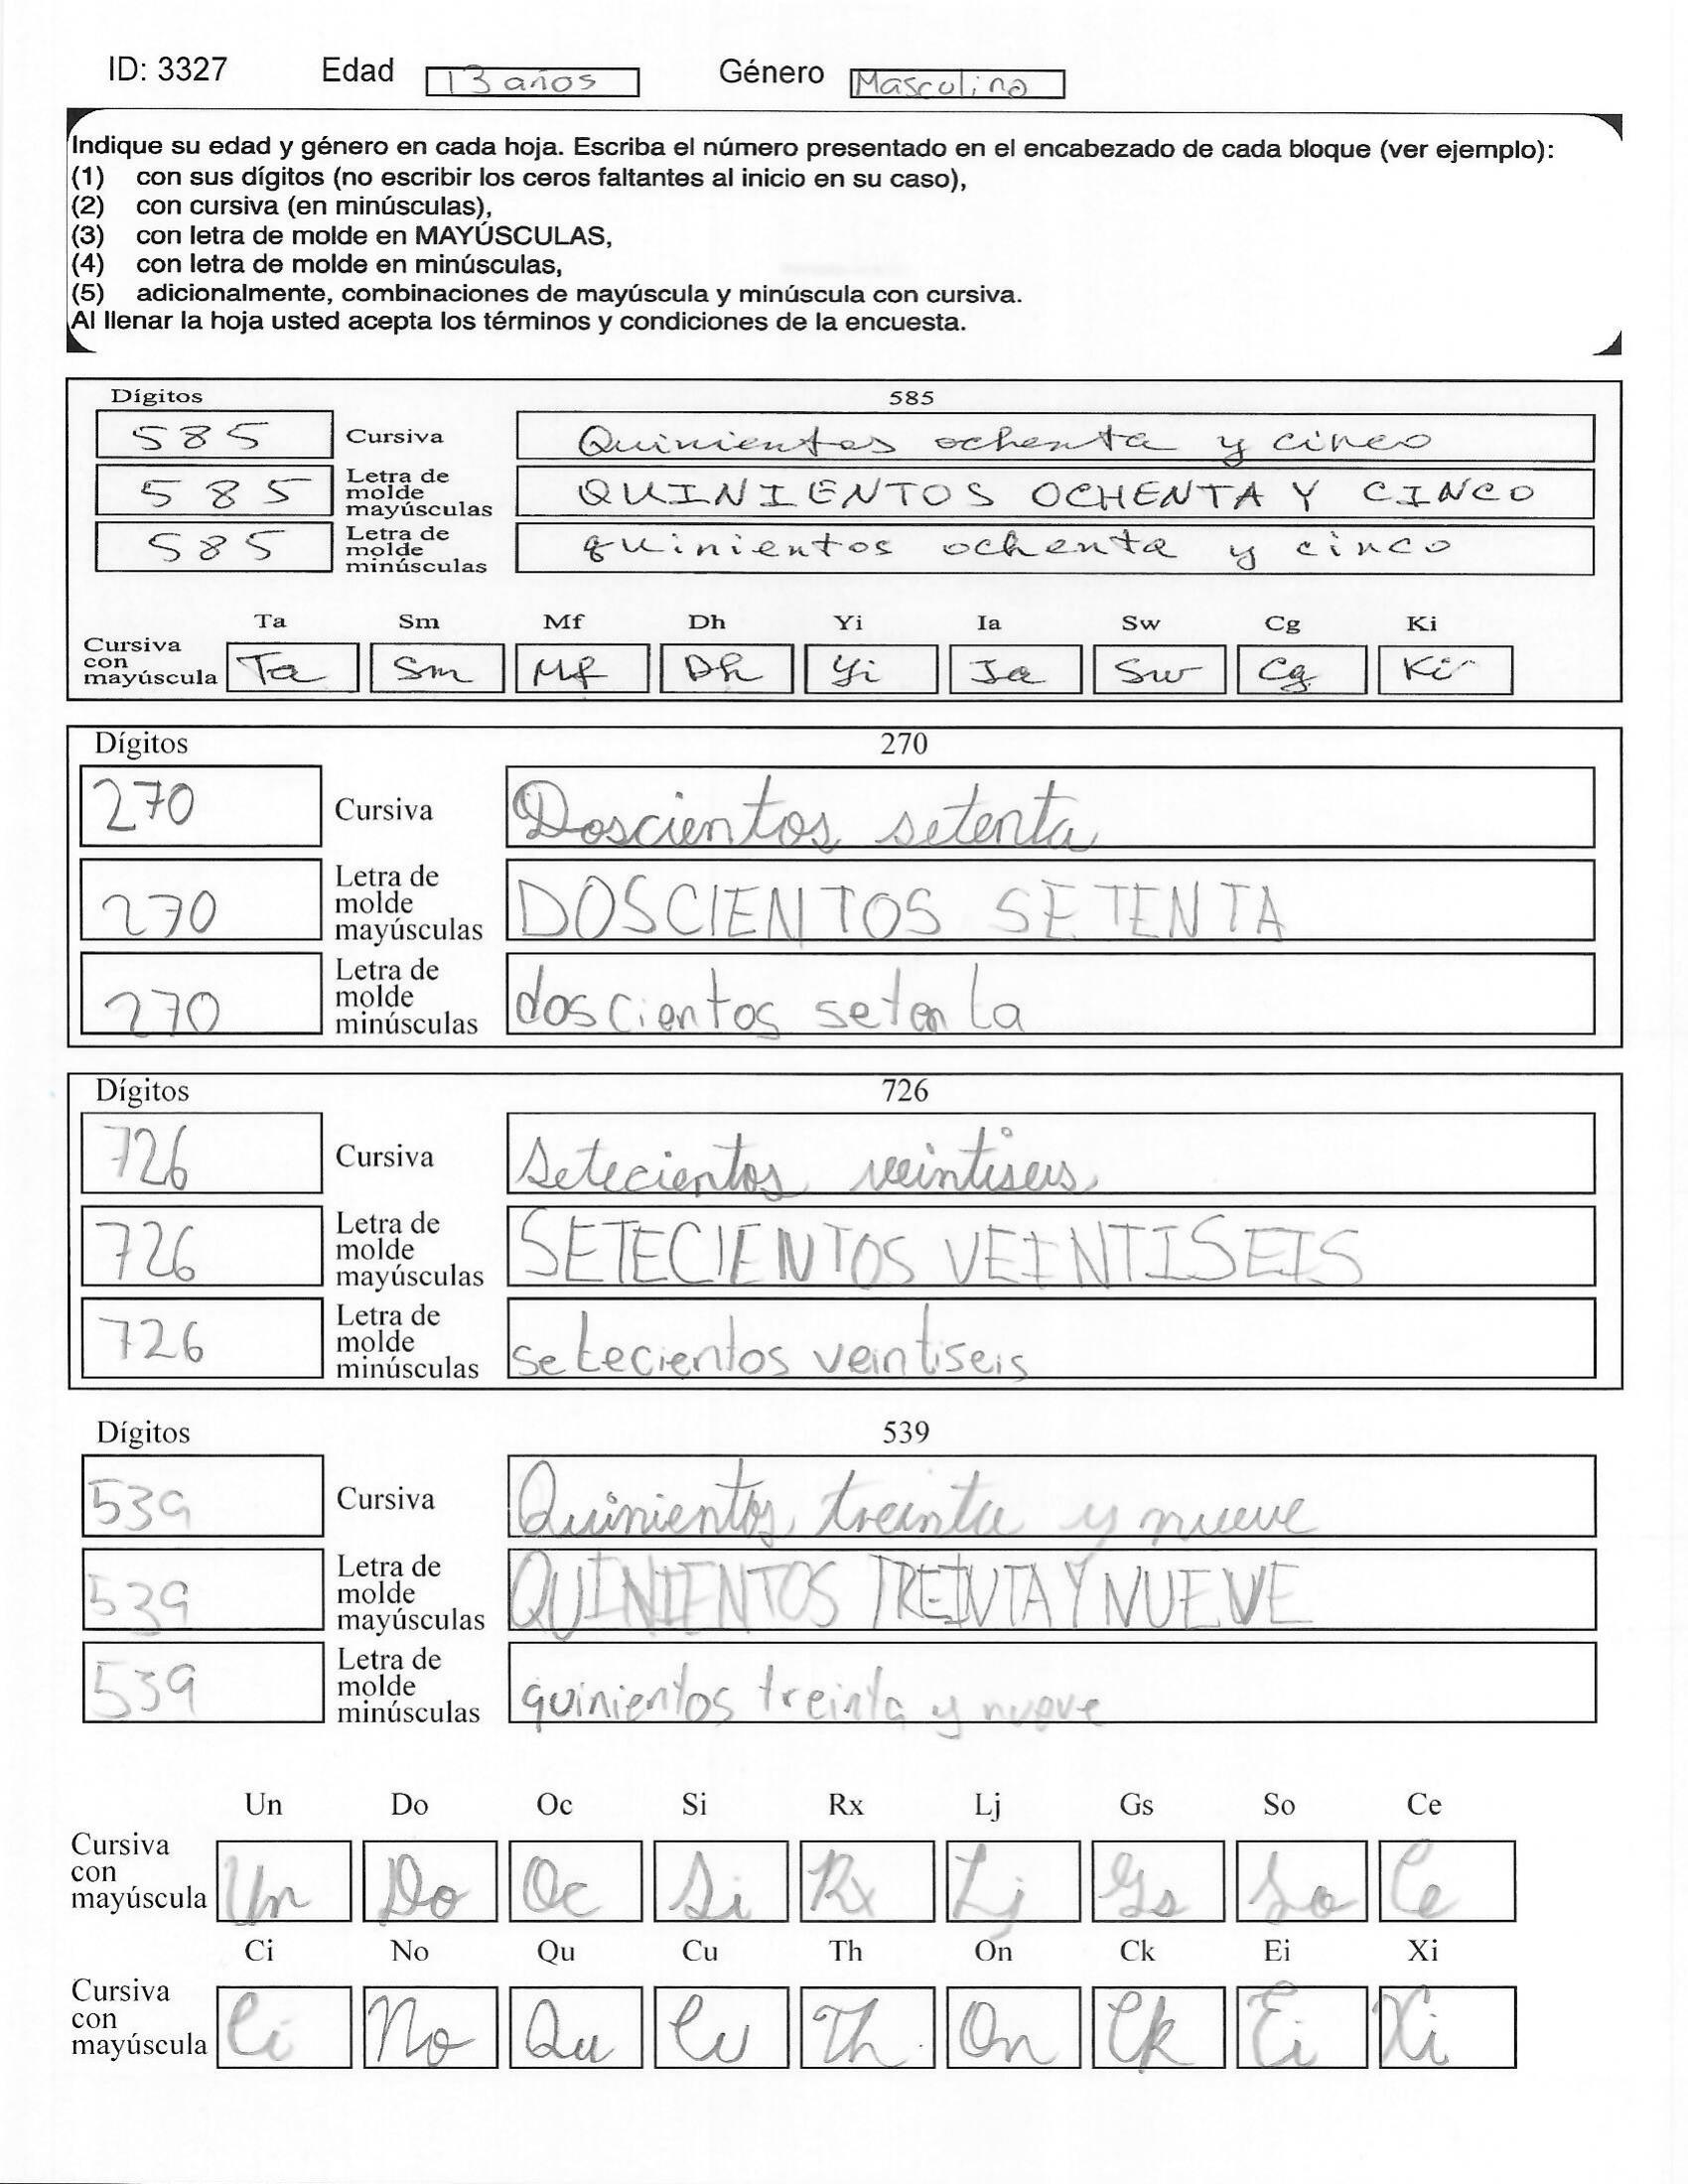 ID: 3327 Edad 13 años Género Masculino
Indique su edad y género en cada hoja. Escriba el número presentado en el encabezado de cada bloque (ver ejemplo):
(1) con sus dígitos (no escribir los ceros faltantes al inicio en su caso),
(2) con cursiva (en minúsculas),
(3) con letra de molde en MAYÚSCULAS,
(4) con letra de molde en minúsculas,
(5) adicionalmente, combinaciones de mayúscula y minúscula con cursiva.
Al llenar la hoja usted acepta los términos y condiciones de la encuesta.
Dígitos 585
585 Cursiva Quinientos ochenta y cinco
585 Letra de molde mayúsculas QUINIENTOS OCHENTA Y CINCO
585 Letra de molde minúsculas quinientos ochenta y cinco
Ta Sm Mf Dh Yi Ia Sw Cg Ki
Cursiva con mayúscula Ta Sm Mf Dh Yi Ia Sw Cg Ki
Dígitos 270
270 Cursiva Doscientos setenta
270 Letra de molde mayúsculas DOSCIENTOS SETENTA
270 Letra de molde minúsculas doscientos setenta
Dígitos 726
726 Cursiva Setecientos veintiseis
726 Letra de molde mayúsculas SETECIENTOS VEINTISEIS
726 Letra de molde minúsculas setecientos veintiseis
Dígitos 539
539 Cursiva Quinientos treinta y nueve
539 Letra de molde mayúsculas QUINIENTOS TREINTA Y NUEVE
539 Letra de molde minúsculas quinientos treinta y nueve
Un Do Oc Si Rx Lj Gs So Ce
Cursiva con mayúscula Un Do Oc Si Rx Lj Gs So Ce
Ci No Qu Cu Th On Ck Ei Xi
Cursiva con mayúscula Ci No Qu Cu Th On Ck Ei Xi